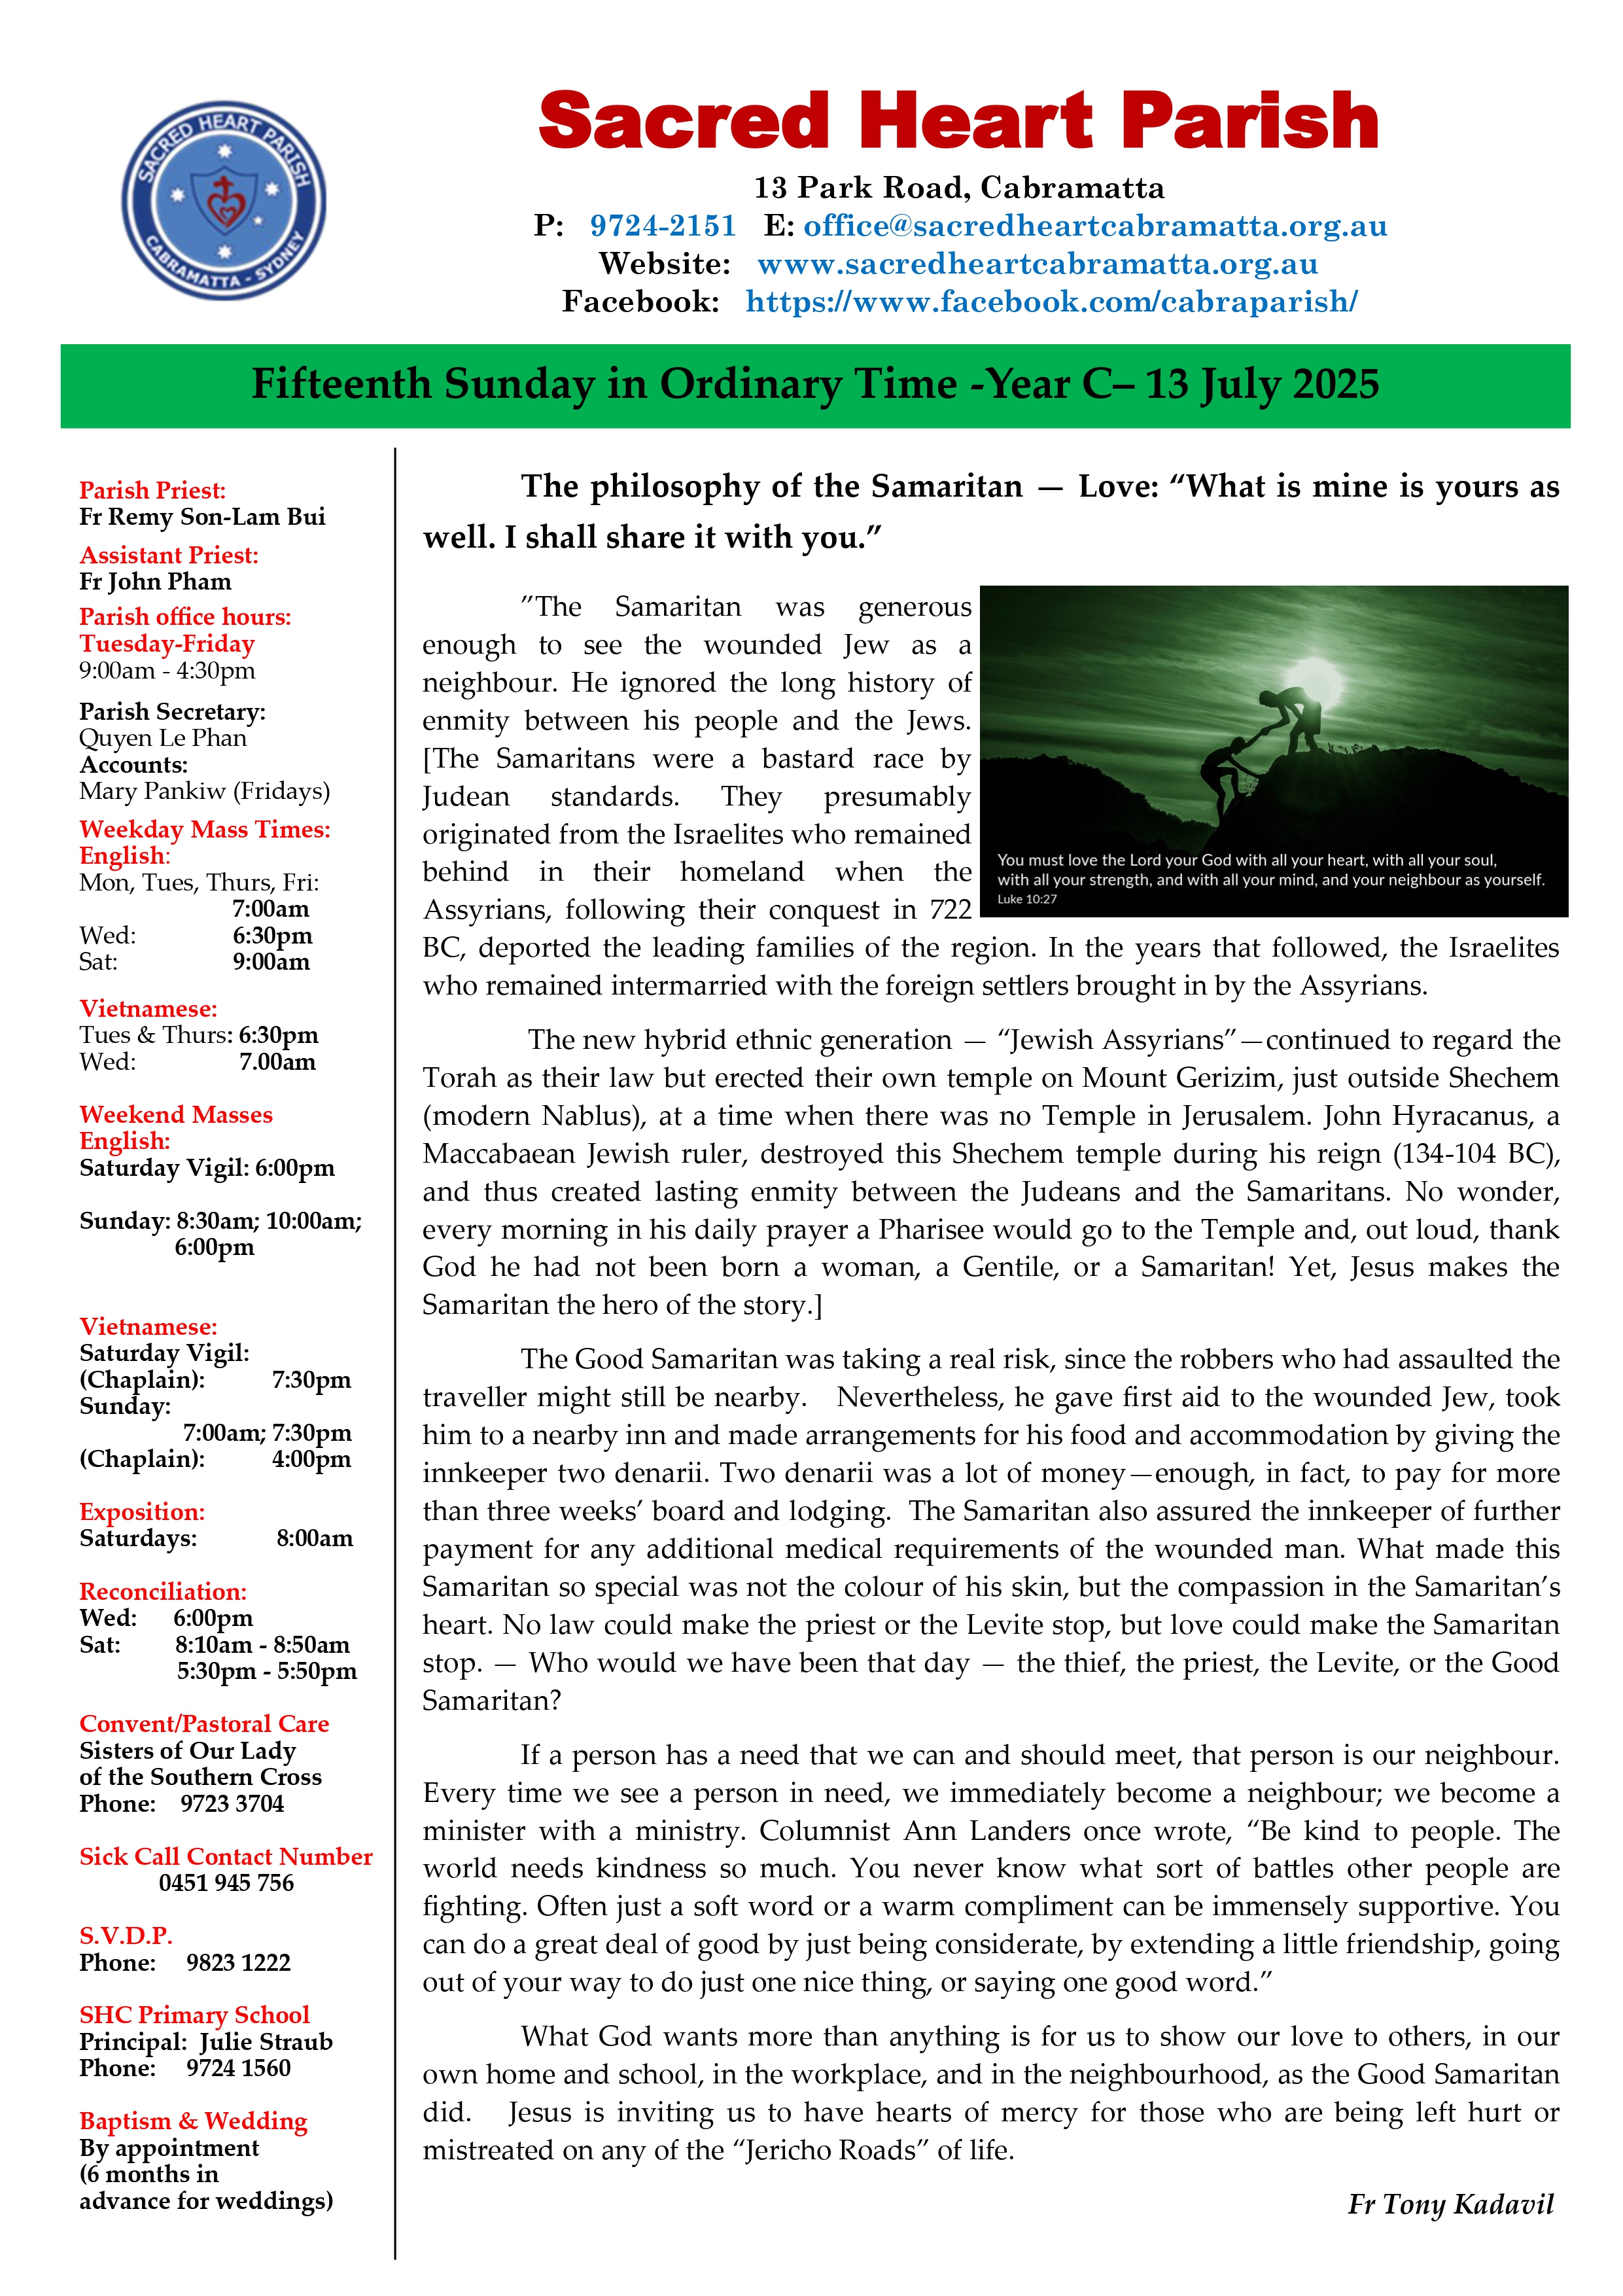 SACRED HEART PARISH
CABRAMATTA - SYDNEY
Sacred Heart Parish
13 Park Road, Cabramatta
P: 9724-2151 E: office@sacredheartcabramatta.org.au
Website: www.sacredheartcabramatta.org.au
Facebook: https://www.facebook.com/cabraparish/
Fifteenth Sunday in Ordinary Time -Year C– 13 July 2025
Parish Priest:
Fr Remy Son-Lam Bui
Assistant Priest:
Fr John Pham
Parish office hours:
Tuesday-Friday
9:00am - 4:30pm
Parish Secretary:
Quyen Le Phan
Accounts:
Mary Pankiw (Fridays)
Weekday Mass Times:
English:
Mon, Tues, Thurs, Fri:
7:00am
Wed: 6:30pm
Sat: 9:00am
Vietnamese:
Tues & Thurs: 6:30pm
Wed: 7.00am
Weekend Masses
English:
Saturday Vigil: 6:00pm
Sunday: 8:30am; 10:00am;
6:00pm
Vietnamese:
Saturday Vigil:
(Chaplain): 7:30pm
Sunday:
7:00am; 7:30pm
(Chaplain): 4:00pm
Exposition:
Saturdays: 8:00am
Reconciliation:
Wed: 6:00pm
Sat: 8:10am - 8:50am
5:30pm - 5:50pm
Convent/Pastoral Care
Sisters of Our Lady
of the Southern Cross
Phone: 9723 3704
Sick Call Contact Number
0451 945 756
S.V.D.P.
Phone: 9823 1222
SHC Primary School
Principal: Julie Straub
Phone: 9724 1560
Baptism & Wedding
By appointment
(6 months in
advance for weddings)
The philosophy of the Samaritan — Love: “What is mine is yours as
well. I shall share it with you.”
”The Samaritan was generous
enough to see the wounded Jew as a
neighbour. He ignored the long history of
enmity between his people and the Jews.
[The Samaritans were a bastard race by
Judean standards. They presumably
originated from the Israelites who remained
behind in their homeland when the
Assyrians, following their conquest in 722
BC, deported the leading families of the region. In the years that followed, the Israelites
who remained intermarried with the foreign settlers brought in by the Assyrians.
You must love the Lord your God with all your heart, with all your soul,
with all your strength, and with all your mind, and your neighbour as yourself.
Luke 10:27
The new hybrid ethnic generation — “Jewish Assyrians”—continued to regard the
Torah as their law but erected their own temple on Mount Gerizim, just outside Shechem
(modern Nablus), at a time when there was no Temple in Jerusalem. John Hyracanus, a
Maccabaean Jewish ruler, destroyed this Shechem temple during his reign (134-104 BC),
and thus created lasting enmity between the Judeans and the Samaritans. No wonder,
every morning in his daily prayer a Pharisee would go to the Temple and, out loud, thank
God he had not been born a woman, a Gentile, or a Samaritan! Yet, Jesus makes the
Samaritan the hero of the story.]
The Good Samaritan was taking a real risk, since the robbers who had assaulted the
traveller might still be nearby. Nevertheless, he gave first aid to the wounded Jew, took
him to a nearby inn and made arrangements for his food and accommodation by giving the
innkeeper two denarii. Two denarii was a lot of money—enough, in fact, to pay for more
than three weeks’ board and lodging. The Samaritan also assured the innkeeper of further
payment for any additional medical requirements of the wounded man. What made this
Samaritan so special was not the colour of his skin, but the compassion in the Samaritan’s
heart. No law could make the priest or the Levite stop, but love could make the Samaritan
stop. — Who would we have been that day — the thief, the priest, the Levite, or the Good
Samaritan?
If a person has a need that we can and should meet, that person is our neighbour.
Every time we see a person in need, we immediately become a neighbour; we become a
minister with a ministry. Columnist Ann Landers once wrote, “Be kind to people. The
world needs kindness so much. You never know what sort of battles other people are
fighting. Often just a soft word or a warm compliment can be immensely supportive. You
can do a great deal of good by just being considerate, by extending a little friendship, going
out of your way to do just one nice thing, or saying one good word.”
What God wants more than anything is for us to show our love to others, in our
own home and school, in the workplace, and in the neighbourhood, as the Good Samaritan
did. Jesus is inviting us to have hearts of mercy for those who are being left hurt or
mistreated on any of the “Jericho Roads” of life.
Fr Tony Kadavil